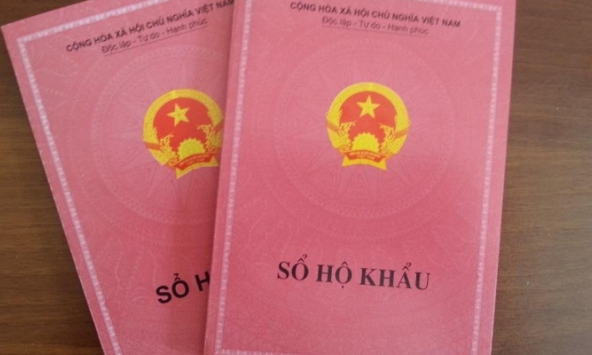 CỘNG HÒA XÃ HỘI CHỦ NGHĨA VIỆT NAM
Độc lập - Tự do - Hạnh phúc
SỔ H
CỘNG HÒA XÃ HỘI CHỦ NGHĨA VIỆT NAM
Độc lập - Tự do - Hạnh phúc
SỔ HỘ KHẨU